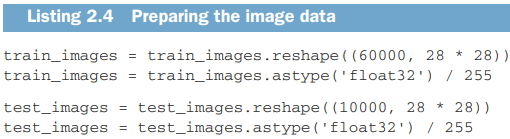 Listing 2.4 Preparing the image data
train_images = train_images.reshape((60000, 28 * 28))
train_images = train_images.astype('float32') / 255
test_images = test_images.reshape((10000, 28 * 28))
test_images = test_images.astype('float32') / 255